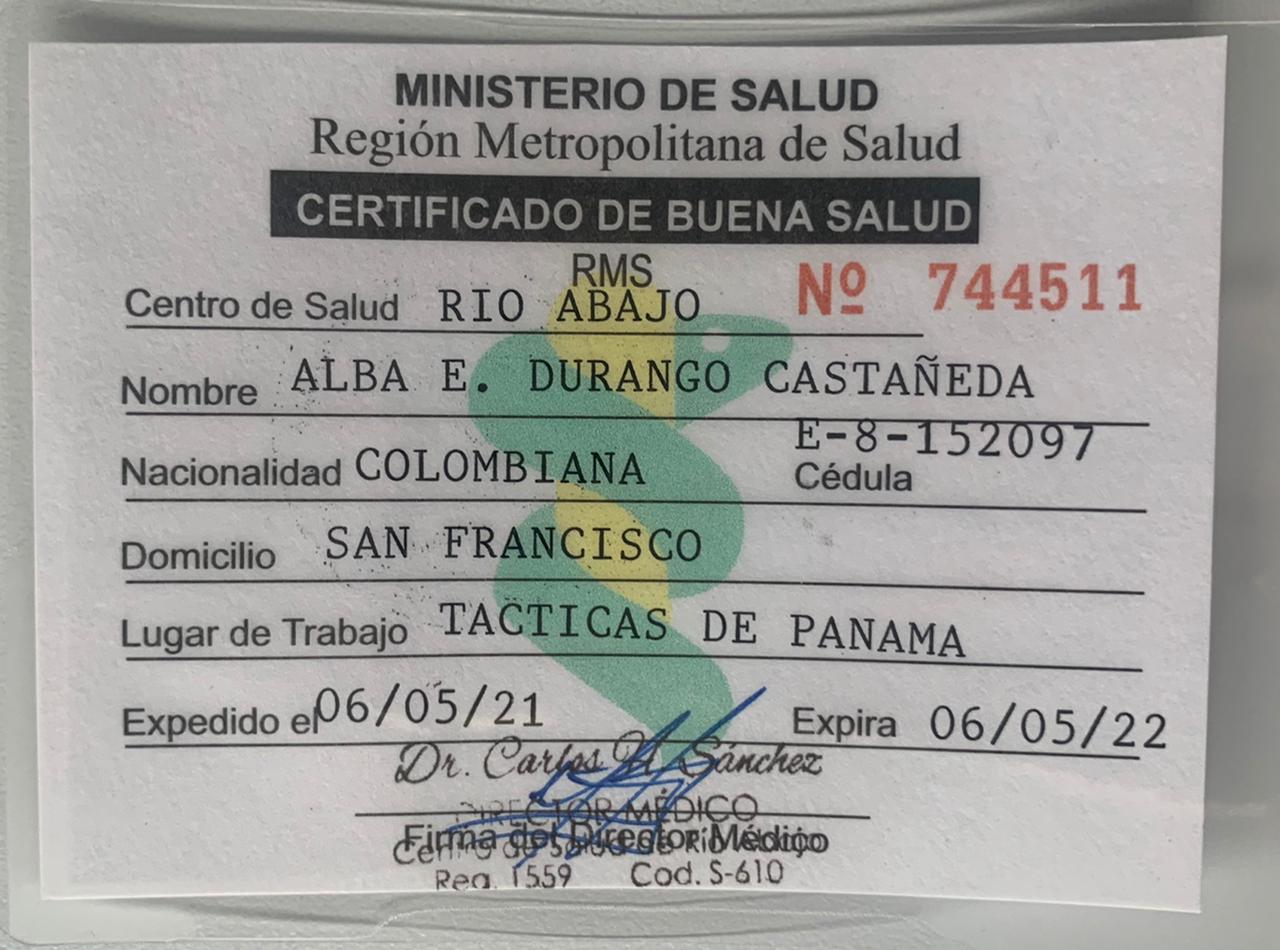 MINISTERIO DE SALUD
Región Metropolitana de Salud
CERTIFICADO DE BUENA SALUD
RMS
Centro de Salud RIO ABAJO Nº 744511
Nombre ALBA E. DURANGO CASTAÑEDA
E-8-152097
Nacionalidad COLOMBIANA Cédula
Domicilio SAN FRANCISCO
Lugar de Trabajo TACTICAS DE PANAMA
Expedido el 06/05/21 Expira 06/05/22
Dr. Carlos H. Sánchez
DIRECTOR MÉDICO
Firma del Director Médico
Centro de Salud de Río Abajo
Reg. 1559 Cod. S-610